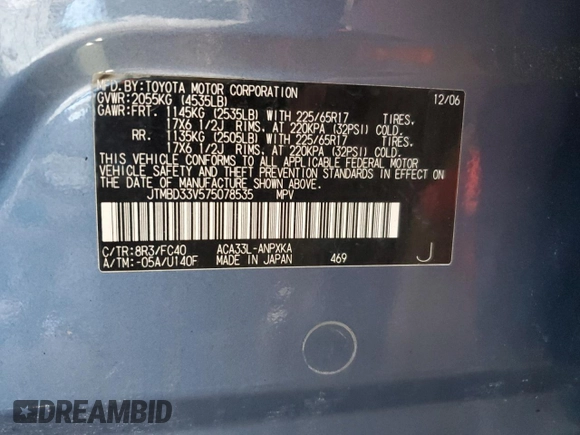 MFD.BY:TOYOTA MOTOR CORPORATION 12/06
GVWR:2055KG (4535LB)
GAWR:FRT. 1145KG (2535LB) WITH 225/65R17 TIRES,
17X6 1/2J RIMS, AT 220KPA (32PSI) COLD.
RR. 1135KG (2505LB) WITH 225/65R17 TIRES,
17X6 1/2J RIMS, AT 220KPA (32PSI) COLD.
THIS VEHICLE CONFORMS TO ALL APPLICABLE FEDERAL MOTOR
VEHICLE SAFETY AND THEFT PREVENTION STANDARDS IN EFFECT ON
THE DATE OF MANUFACTURE SHOWN ABOVE.
JTMBD33V575078535 MPV
C/TR:8R3/FC40 ACA33L-ANPXKA J
A/TM:-05A/U140F MADE IN JAPAN 469
DREAMBID